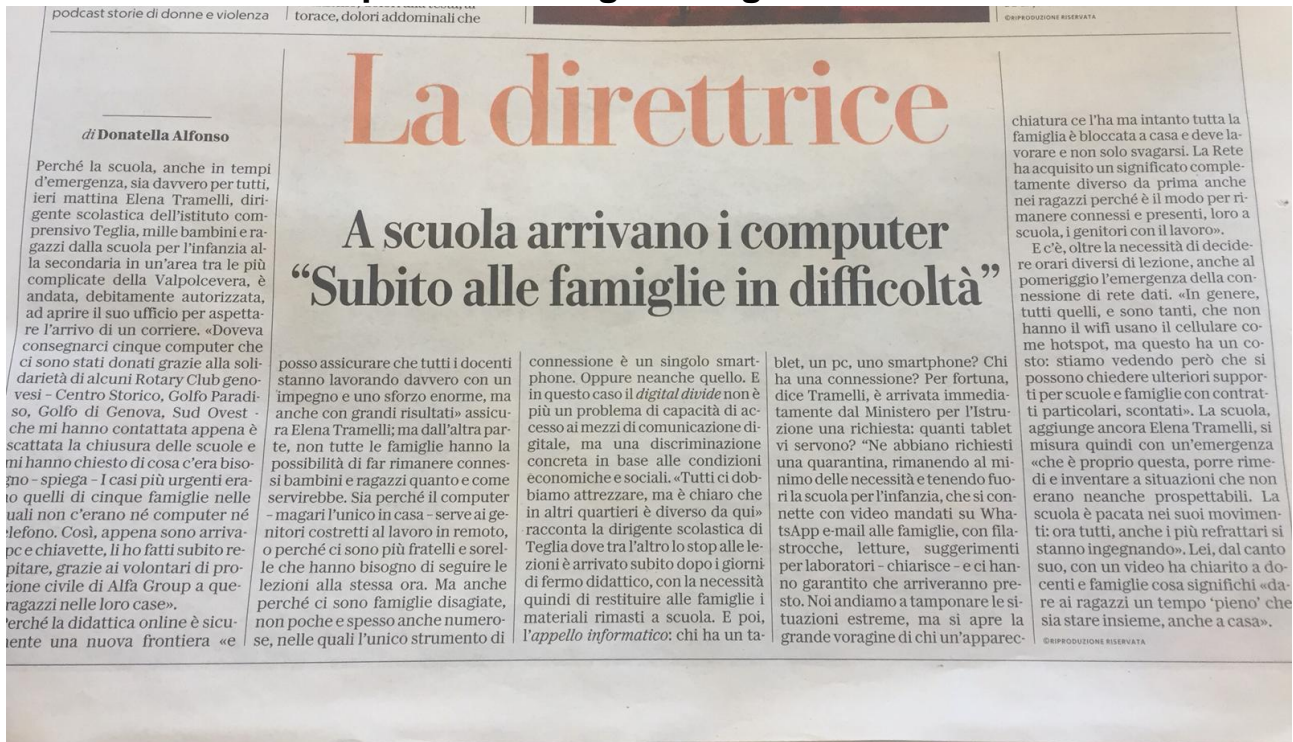 podcast storie di donne e violenza
torace, dolori addominali che
©RIPRODUZIONE RISERVATA
La direttrice
A scuola arrivano i computer
“Subito alle famiglie in difficoltà”
di Donatella Alfonso
Perché la scuola, anche in tempi
d'emergenza, sia davvero per tutti,
ieri mattina Elena Tramelli, diri-
gente scolastica dell'istituto com-
prensivo Teglia, mille bambini e ra-
gazzi dalla scuola per l'infanzia al-
la secondaria in un'area tra le più
complicate della Valpolcevera, è
andata, debitamente autorizzata,
ad aprire il suo ufficio per aspetta-
re l'arrivo di un corriere. «Doveva
consegnarci cinque computer che
ci sono stati donati grazie alla soli-
darietà di alcuni Rotary Club geno-
vesi - Centro Storico, Golfo Paradi-
so, Golfo di Genova, Sud Ovest -
che mi hanno contattata appena è
scattata la chiusura delle scuole e
mi hanno chiesto di cosa c'era biso-
gno - spiega - I casi più urgenti era-
no quelli di cinque famiglie nelle
uali non c'erano né computer né
lefono. Così, appena sono arriva-
pc e chiavette, li ho fatti subito re-
pitare, grazie ai volontari di pro-
zione civile di Alfa Group a que-
ragazzi nelle loro case».
erché la didattica online è sicu-
ente una nuova frontiera «e
posso assicurare che tutti i docenti
stanno lavorando davvero con un
impegno e uno sforzo enorme, ma
anche con grandi risultati» assicu-
ra Elena Tramelli; ma dall'altra par-
te, non tutte le famiglie hanno la
possibilità di far rimanere connes-
si bambini e ragazzi quanto e come
servirebbe. Sia perché il computer
- magari l'unico in casa - serve ai ge-
nitori costretti al lavoro in remoto,
o perché ci sono più fratelli e sorel-
le che hanno bisogno di seguire le
lezioni alla stessa ora. Ma anche
perché ci sono famiglie disagiate,
non poche e spesso anche numero-
se, nelle quali l'unico strumento di
connessione è un singolo smart-
phone. Oppure neanche quello. E
in questo caso il digital divide non è
più un problema di capacità di ac-
cesso ai mezzi di comunicazione di-
gitale, ma una discriminazione
concreta in base alle condizioni
economiche e sociali. «Tutti ci dob-
biamo attrezzare, ma è chiaro che
in altri quartieri è diverso da qui»
racconta la dirigente scolastica di
Teglia dove tra l'altro lo stop alle le-
zioni è arrivato subito dopo i giorni
di fermo didattico, con la necessità
quindi di restituire alle famiglie i
materiali rimasti a scuola. E poi,
l'appello informatico: chi ha un ta-
blet, un pc, uno smartphone? Chi
ha una connessione? Per fortuna,
dice Tramelli, è arrivata immedia-
tamente dal Ministero per l'Istru-
zione una richiesta: quanti tablet
vi servono? “Ne abbiano richiesti
una quarantina, rimanendo al mi-
nimo delle necessità e tenendo fuo-
ri la scuola per l'infanzia, che si con-
nette con video mandati su Wha-
tsApp e-mail alle famiglie, con fila-
strocche, letture, suggerimenti
per laboratori - chiarisce - e ci han-
no garantito che arriveranno pre-
sto. Noi andiamo a tamponare le si-
tuazioni estreme, ma si apre la
grande voragine di chi un'apparec-
chiatura ce l'ha ma intanto tutta la
famiglia è bloccata a casa e deve la-
vorare e non solo svagarsi. La Rete
ha acquisito un significato comple-
tamente diverso da prima anche
nei ragazzi perché è il modo per ri-
manere connessi e presenti, loro a
scuola, i genitori con il lavoro».
E c'è, oltre la necessità di decide-
re orari diversi di lezione, anche al
pomeriggio l'emergenza della con-
nessione di rete dati. «In genere,
tutti quelli, e sono tanti, che non
hanno il wifi usano il cellulare co-
me hotspot, ma questo ha un co-
sto: stiamo vedendo però che si
possono chiedere ulteriori suppor-
ti per scuole e famiglie con contrat-
ti particolari, scontati». La scuola,
aggiunge ancora Elena Tramelli, si
misura quindi con un'emergenza
«che è proprio questa, porre rime-
di e inventare a situazioni che non
erano neanche prospettabili. La
scuola è pacata nei suoi movimen-
ti: ora tutti, anche i più refrattari si
stanno ingegnando». Lei, dal canto
suo, con un video ha chiarito a do-
centi e famiglie cosa significhi «da-
re ai ragazzi un tempo ‘pieno’ che
sia stare insieme, anche a casa».
©RIPRODUZIONE RISERVATA